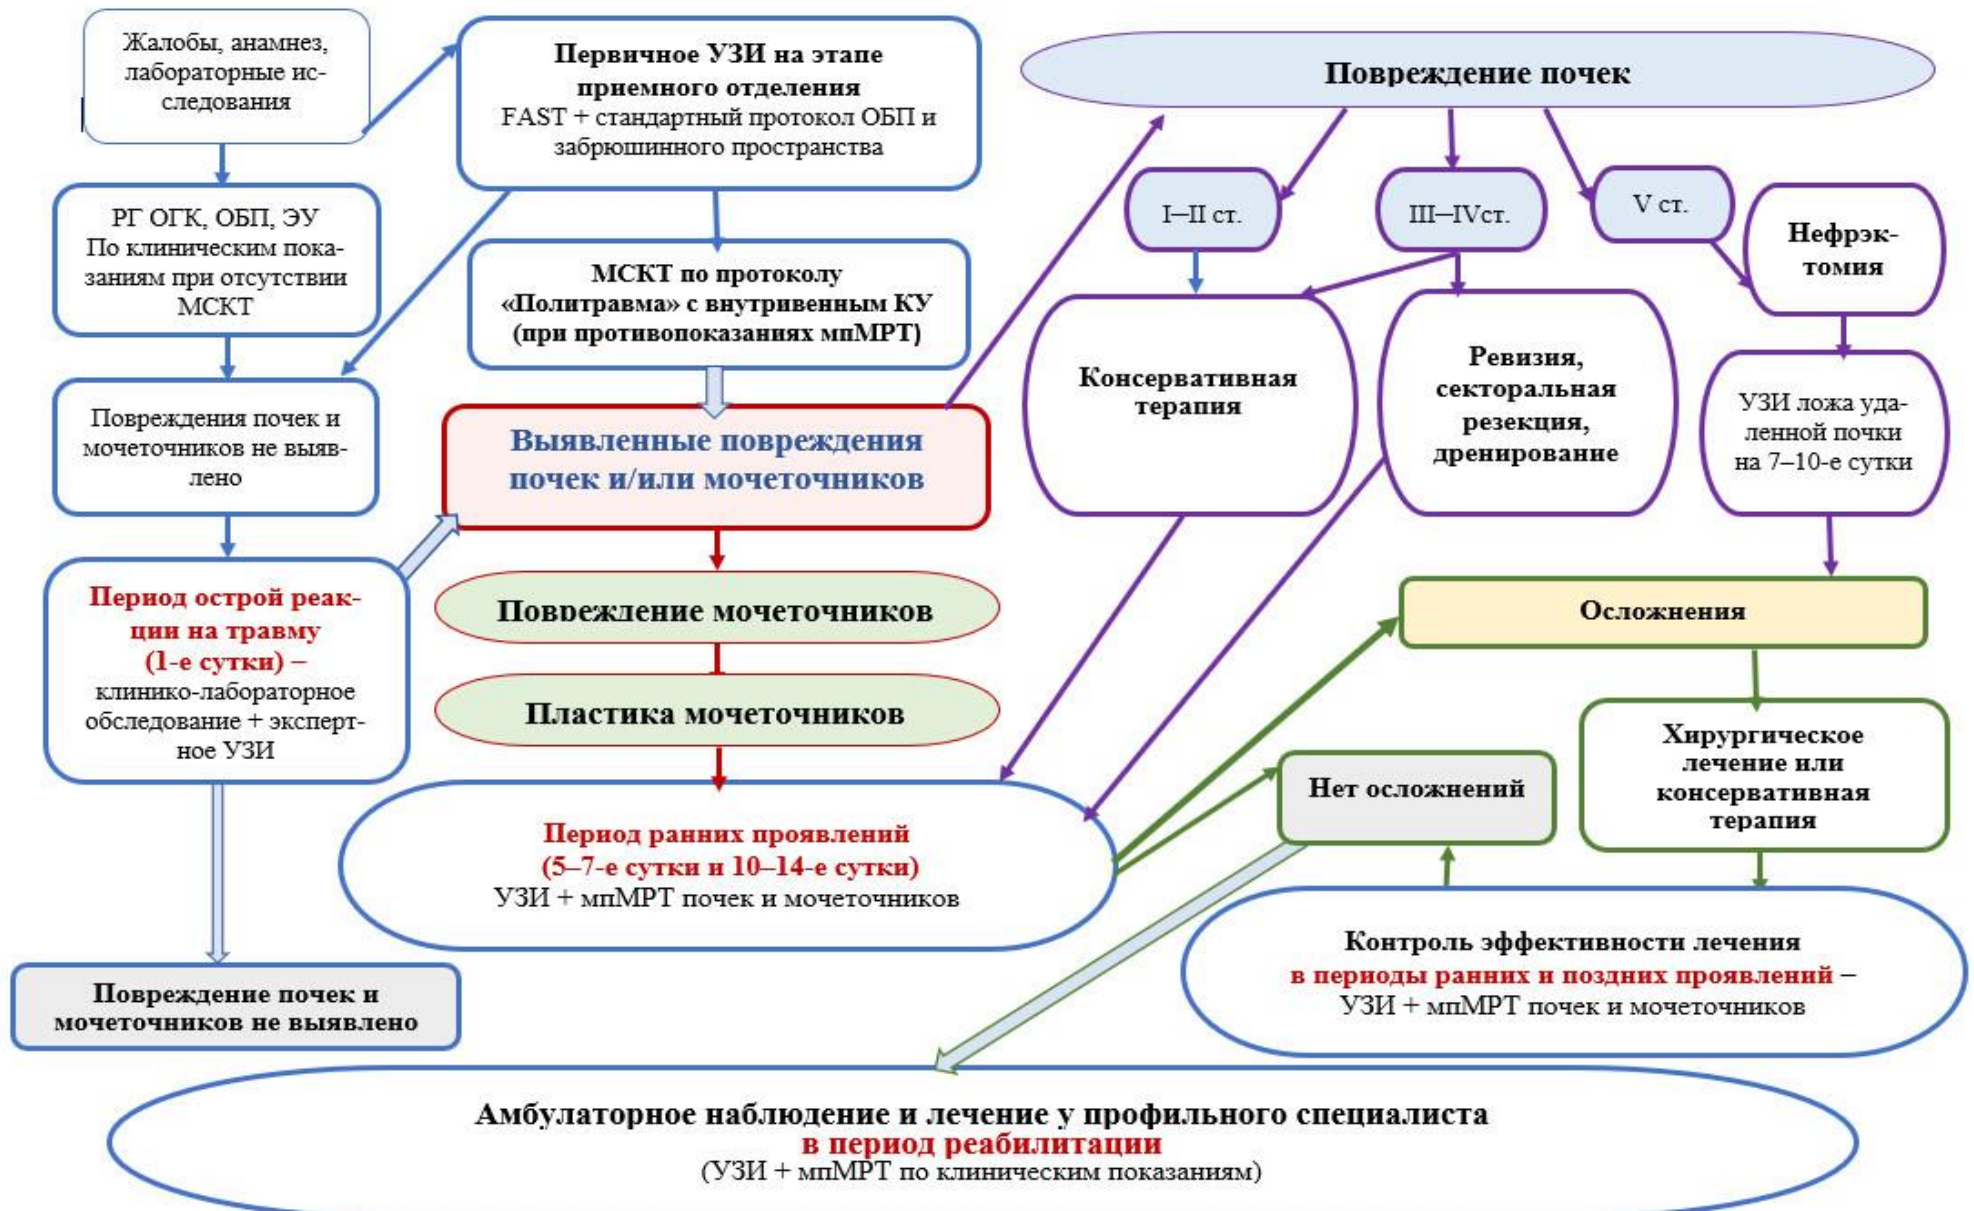 Жалобы, анамнез,
лабораторные ис-
следования
Первичное УЗИ на этапе
приемного отделения
FAST + стандартный протокол ОБП и
забрюшинного пространства
Повреждение почек
I–II ст.
III–IVст.
V ст.
Нефрэк-
томия
РГ ОГК, ОБП, ЭУ
По клиническим пока-
заниям при отсутствии
МСКТ
МСКТ по протоколу
«Политравма» с внутривенным КУ
(при противопоказаниях мпМРТ)
Консервативная
терапия
Ревизия,
секторальная
резекция,
дренирование
УЗИ ложа уда-
ленной почки
на 7–10-е сутки
Повреждения почек и
мочеточников не выяв-
лено
Выявленные повреждения
почек и/или мочеточников
Период острой реак-
ции на травму
(1-е сутки) –
клинико-лабораторное
обследование + эксперт-
ное УЗИ
Повреждение мочеточников
Пластика мочеточников
Осложнения
Хирургическое
лечение или
консервативная
терапия
Нет осложнений
Период ранних проявлений
(5–7-е сутки и 10–14-е сутки)
УЗИ + мпМРТ почек и мочеточников
Контроль эффективности лечения
в периоды ранних и поздних проявлений –
УЗИ + мпМРТ почек и мочеточников
Повреждение почек и
мочеточников не выявлено
Амбулаторное наблюдение и лечение у профильного специалиста
в период реабилитации
(УЗИ + мпМРТ по клиническим показаниям)